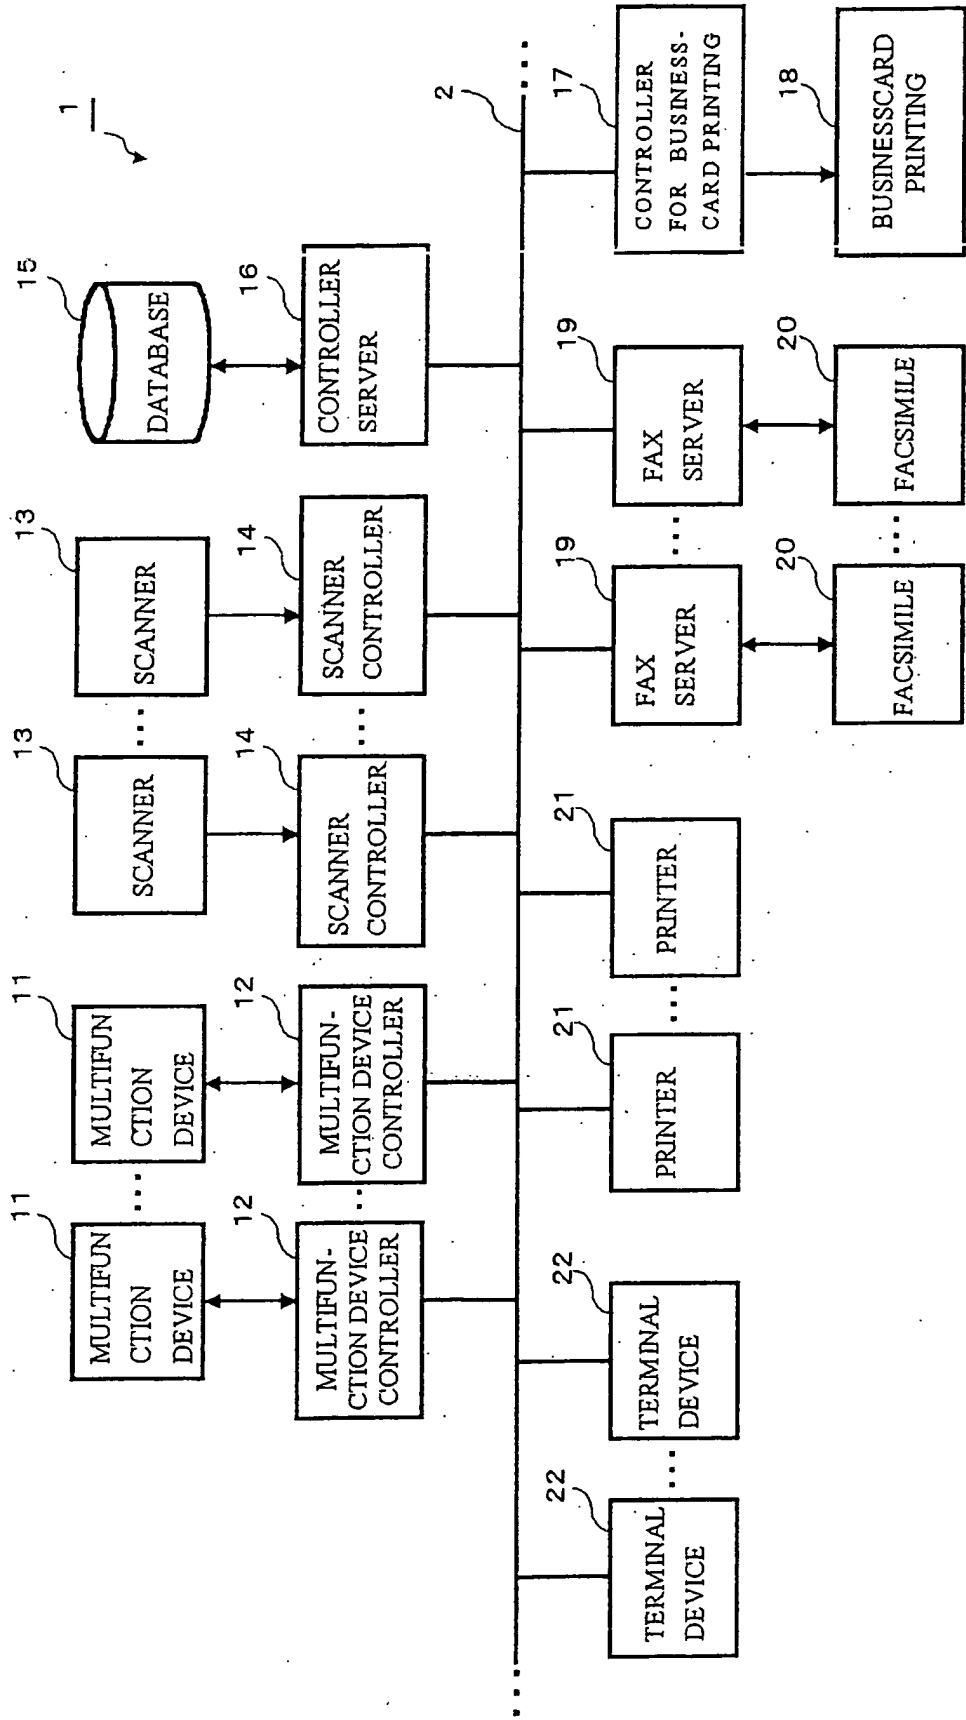 1
11
MULTIFUN
CTION
DEVICE
...
11
MULTIFUN
CTION
DEVICE
13
SCANNER
...
13
SCANNER
15
DATABASE
12
MULTIFUN-
CTION DEVICE
CONTROLLER
...
12
MULTIFUN-
CTION DEVICE
CONTROLLER
14
SCANNER
CONTROLLER
...
14
SCANNER
CONTROLLER
16
CONTROLLER
SERVER
2
...
...
22
TERMINAL
DEVICE
...
22
TERMINAL
DEVICE
21
PRINTER
...
21
PRINTER
19
FAX
SERVER
...
19
FAX
SERVER
17
CONTROLLER
FOR BUSINESS-
CARD PRINTING
20
FACSIMILE
...
20
FACSIMILE
18
BUSINESSCARD
PRINTING